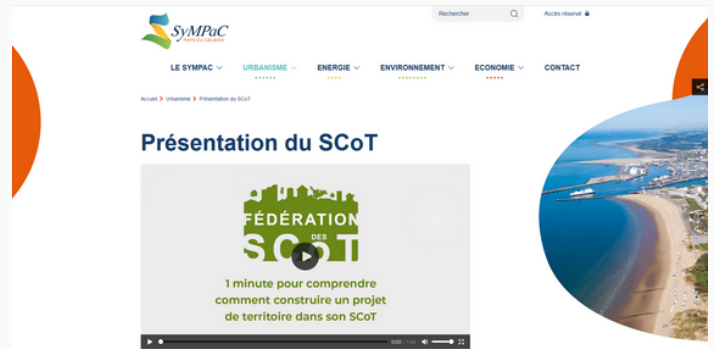 Rechercher
Accès réservé
SyMPaC
PAYS DU CALAISIS
LE SYMPAC
URBANISME
ENERGIE
ENVIRONNEMENT
ECONOMIE
CONTACT
Accueil > Urbanisme > Présentation du SCoT
Présentation du SCoT
FÉDÉRATION
DES
SCOT
1 minute pour comprendre
comment construire un projet
de territoire dans son SCoT
0:00